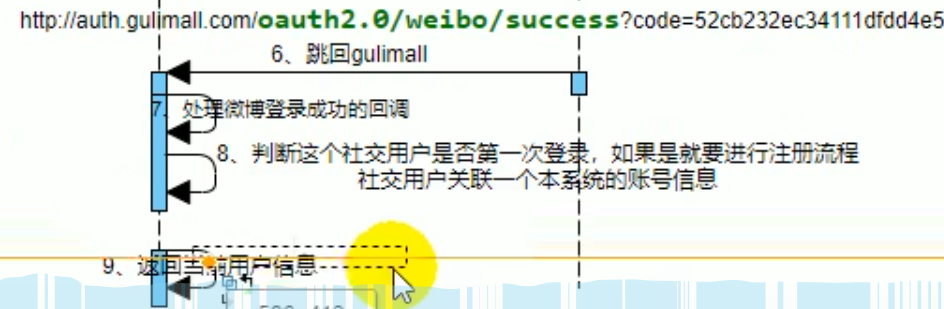 http://auth.gulimall.com/oauth2.0/weibo/success?code=52cb232ec34111dfdd4e5
6、跳回gulimall
7、处理微博登录成功的回调
8、判断这个社交用户是否第一次登录，如果是就要进行注册流程
社交用户关联一个本系统的账号信息
9、返回当前用户信息